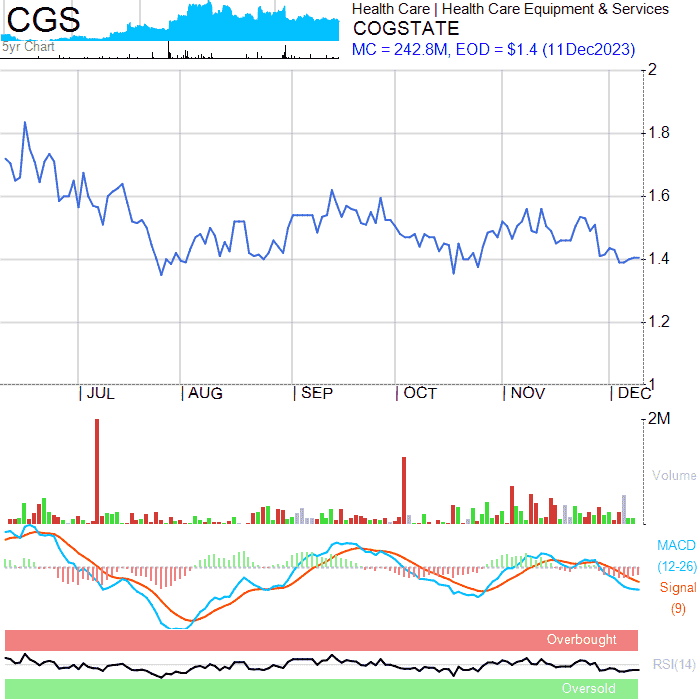 CGS
5yr Chart
Health Care | Health Care Equipment & Services
COGSTATE
MC = 242.8M, EOD = $1.4 (11Dec2023)
2
1.8
1.6
1.4
1.2
1
| JUL | AUG | SEP | OCT | NOV | DEC
2M
Volume
MACD
(12-26)
Signal
(9)
Overbought
RSI(14)
Oversold